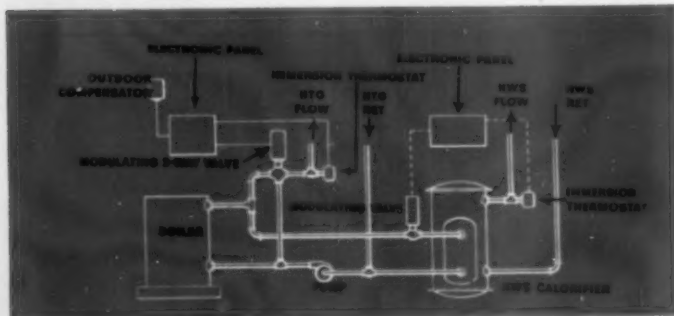 ELECTRONIC PANEL
ELECTRONIC PANEL
OUTDOOR
COMPENSATOR
IMMERSION THERMOSTAT
HTG
FLOW
HTG
RET
HWS
FLOW
HWS
RET
MODULATING 3-WAY VALVE
MODULATING VALVE
IMMERSION
THERMOSTAT
BOILER
PUMP
HWS CALORIFIER